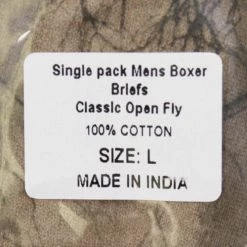 Single pack Mens Boxer
Briefs
Classic Open Fly
100% COTTON
SIZE: L
MADE IN INDIA